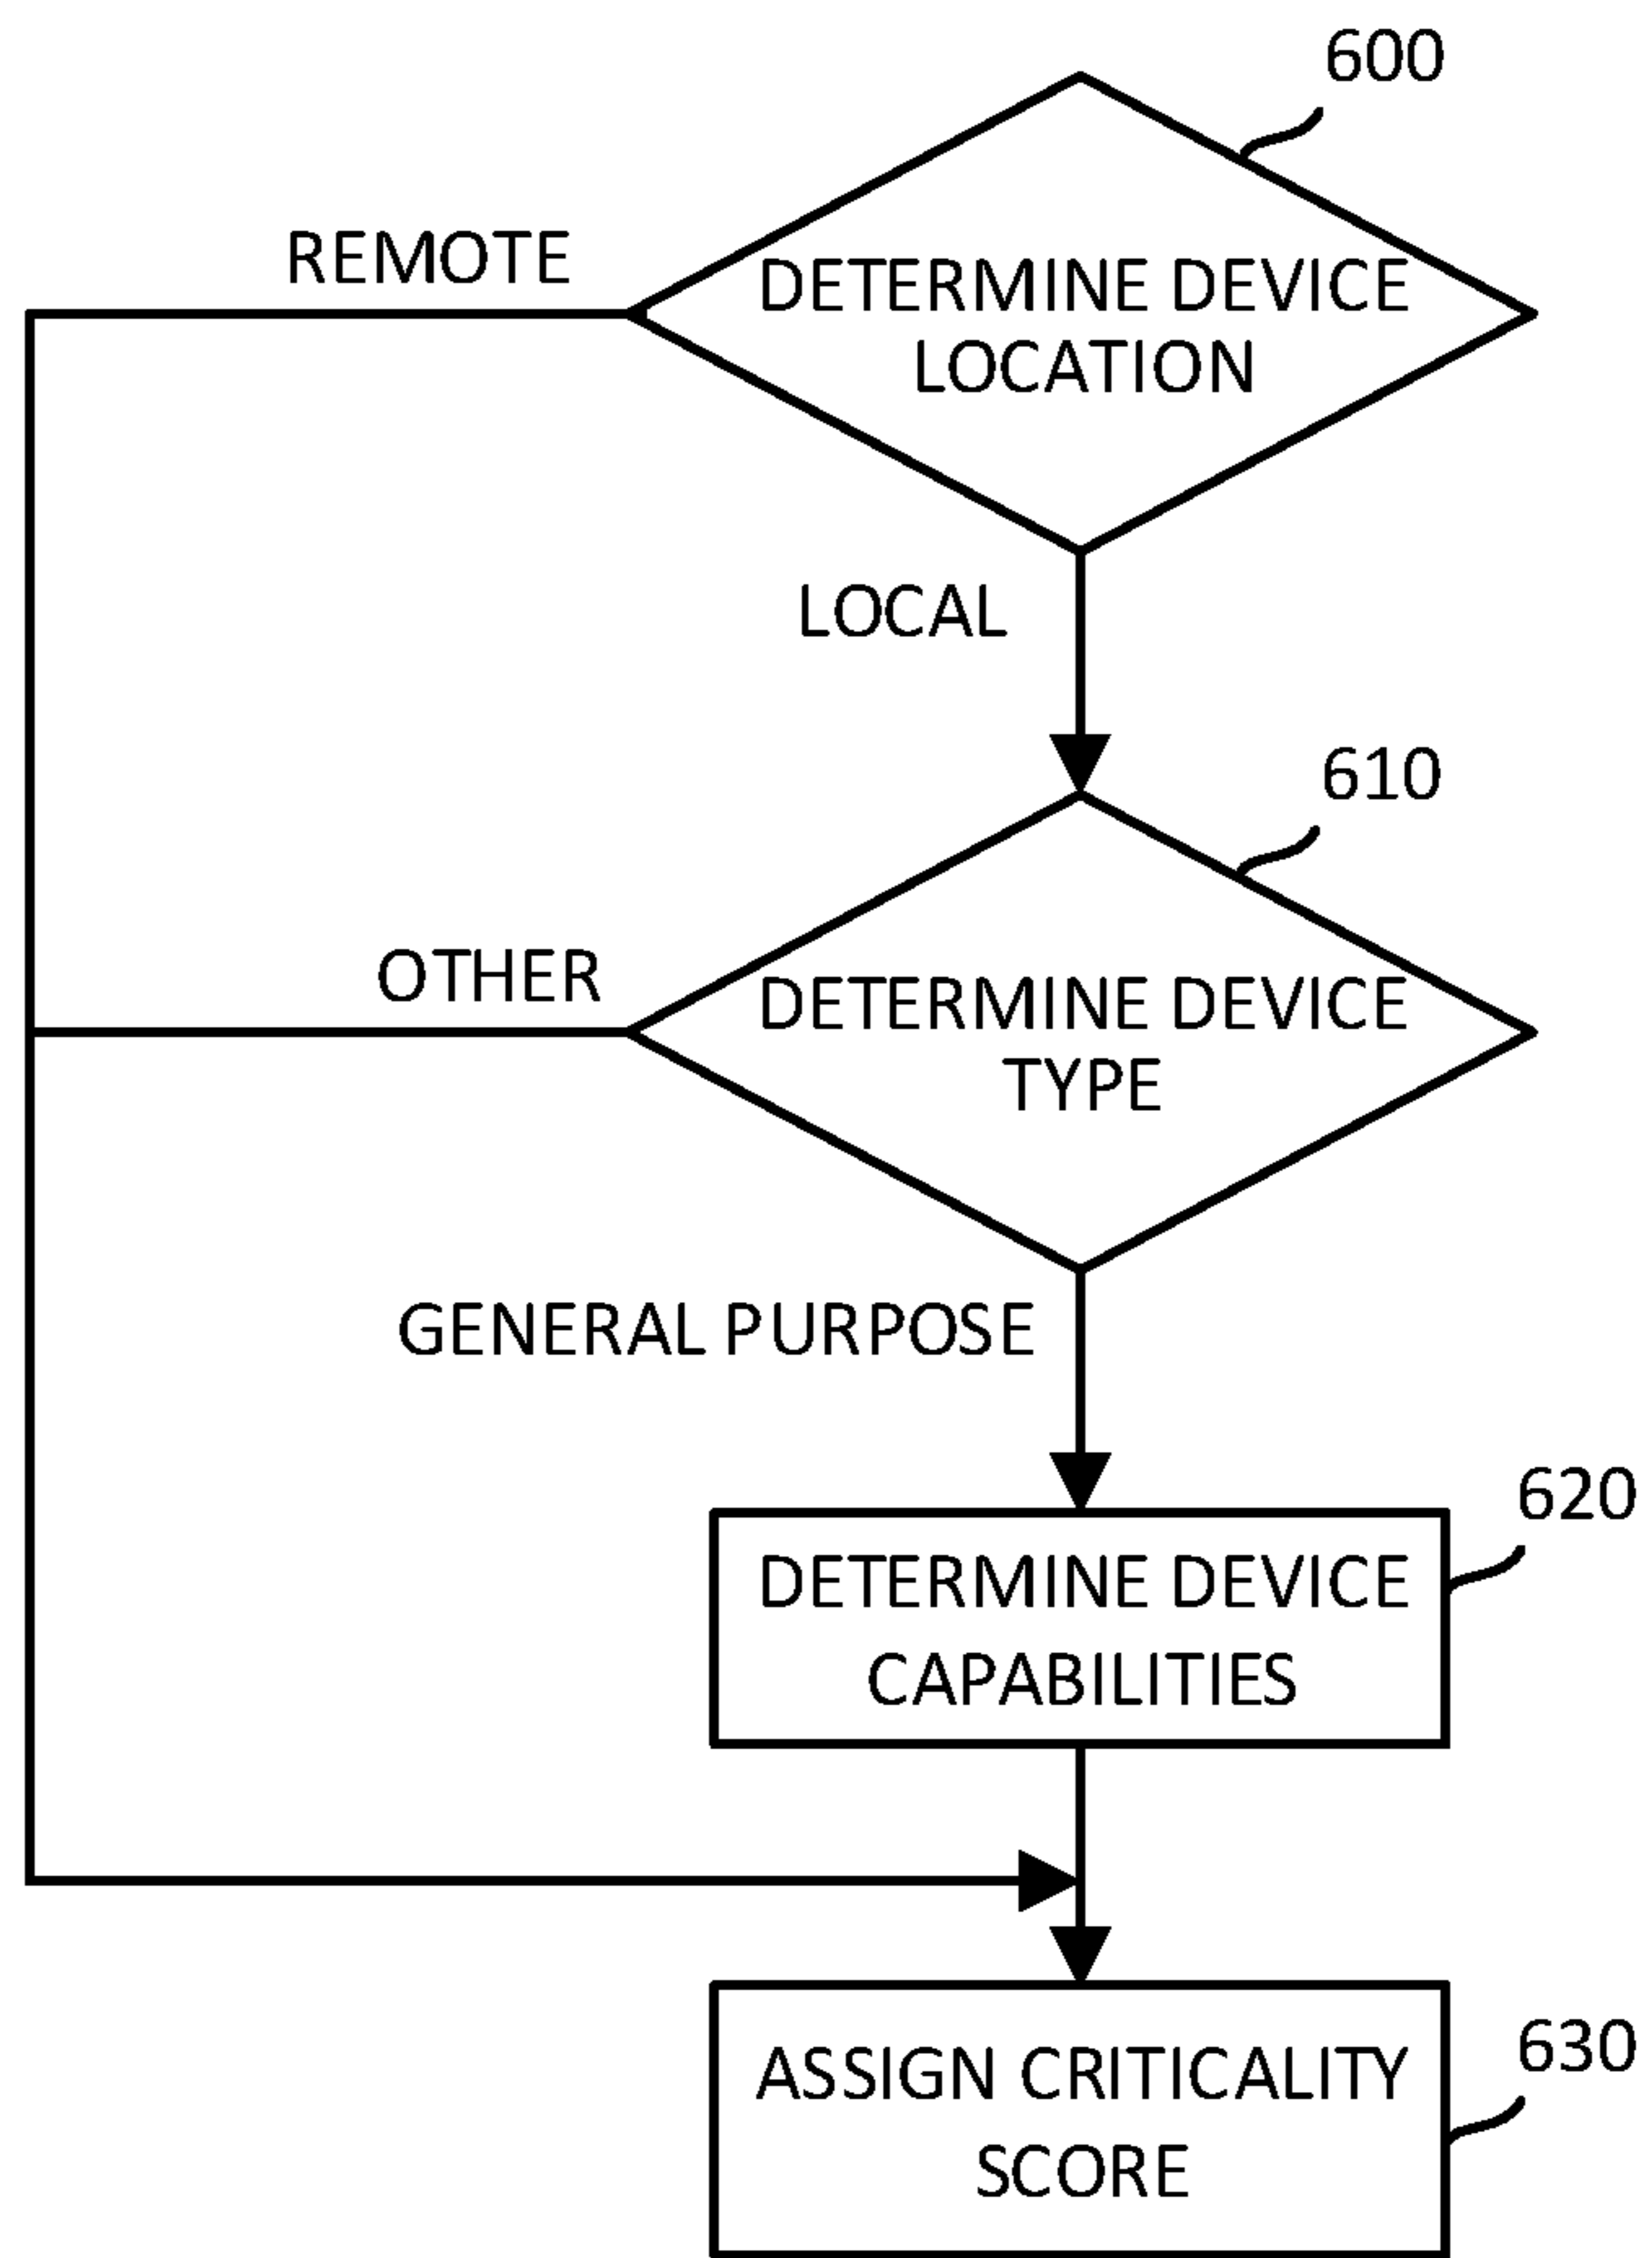 600
REMOTE
DETERMINE DEVICE
LOCATION
LOCAL
610
OTHER
DETERMINE DEVICE
TYPE
GENERAL PURPOSE
620
DETERMINE DEVICE
CAPABILITIES
630
ASSIGN CRITICALITY
SCORE